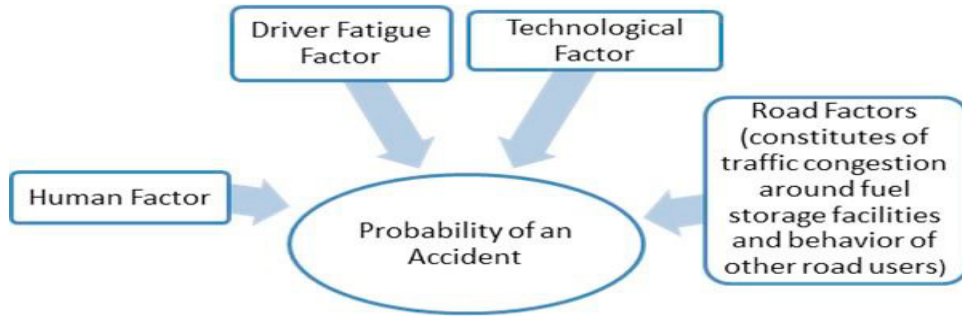 Driver Fatigue
Factor
Technological
Factor
Road Factors
(constitutes of
traffic congestion
around fuel
storage facilities
and behavior of
other road users)
Human Factor
Probability of an
Accident